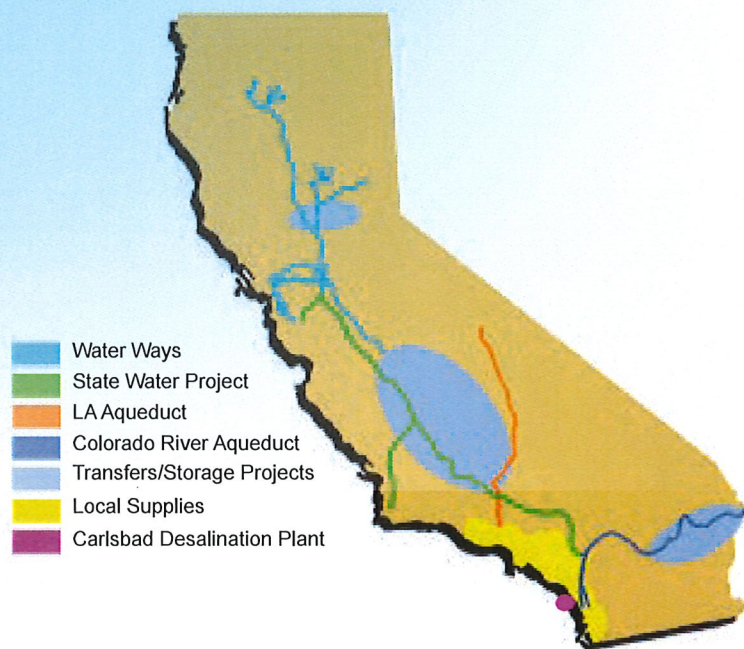 Water Ways
State Water Project
LA Aqueduct
Colorado River Aqueduct
Transfers/Storage Projects
Local Supplies
Carlsbad Desalination Plant